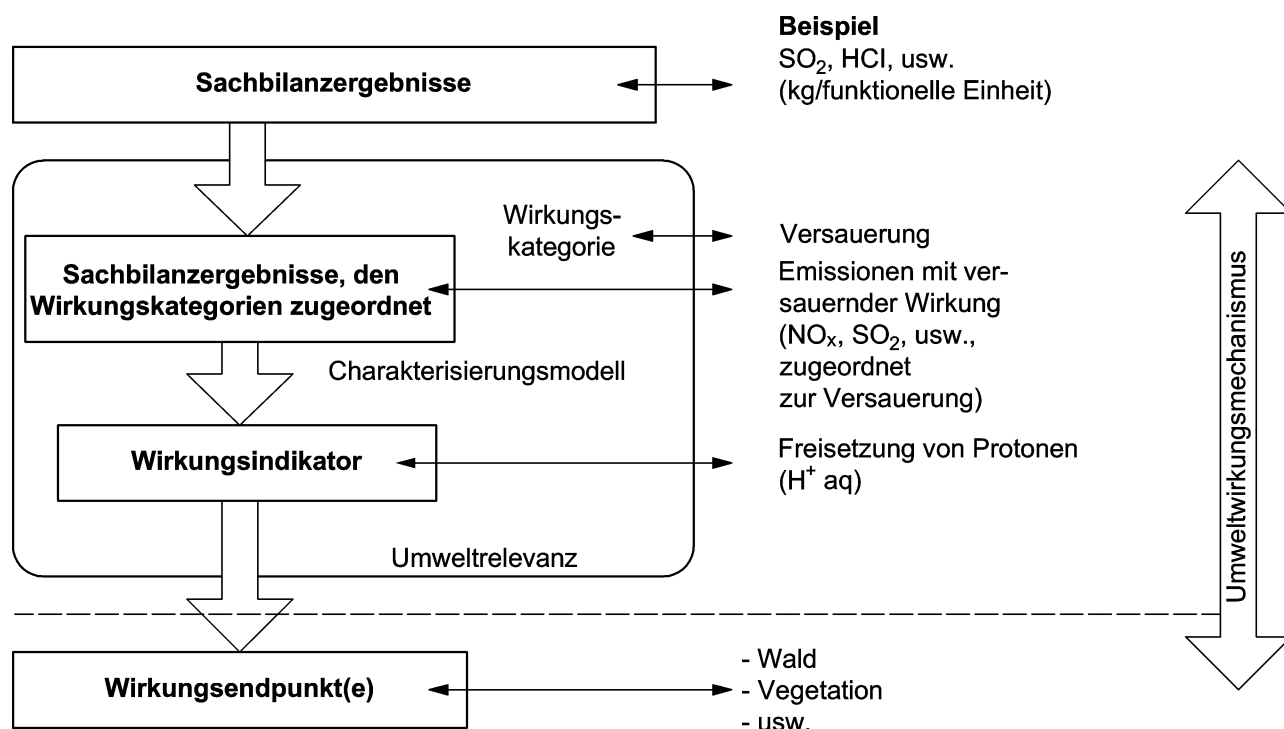 Beispiel
SO₂, HCl, usw.
(kg/funktionelle Einheit)
Sachbilanzergebnisse
Wirkungs-
kategorie
Versauerung
Sachbilanzergebnisse, den
Wirkungskategorien zugeordnet
Emissionen mit ver-
sauernder Wirkung
(NOₓ, SO₂, usw.,
zugeordnet
zur Versauerung)
Charakterisierungsmodell
Wirkungsindikator
Freisetzung von Protonen
(H⁺ aq)
Umweltrelevanz
Umweltwirkungsmechanismus
Wirkungsendpunkt(e)
- Wald
- Vegetation
- usw.